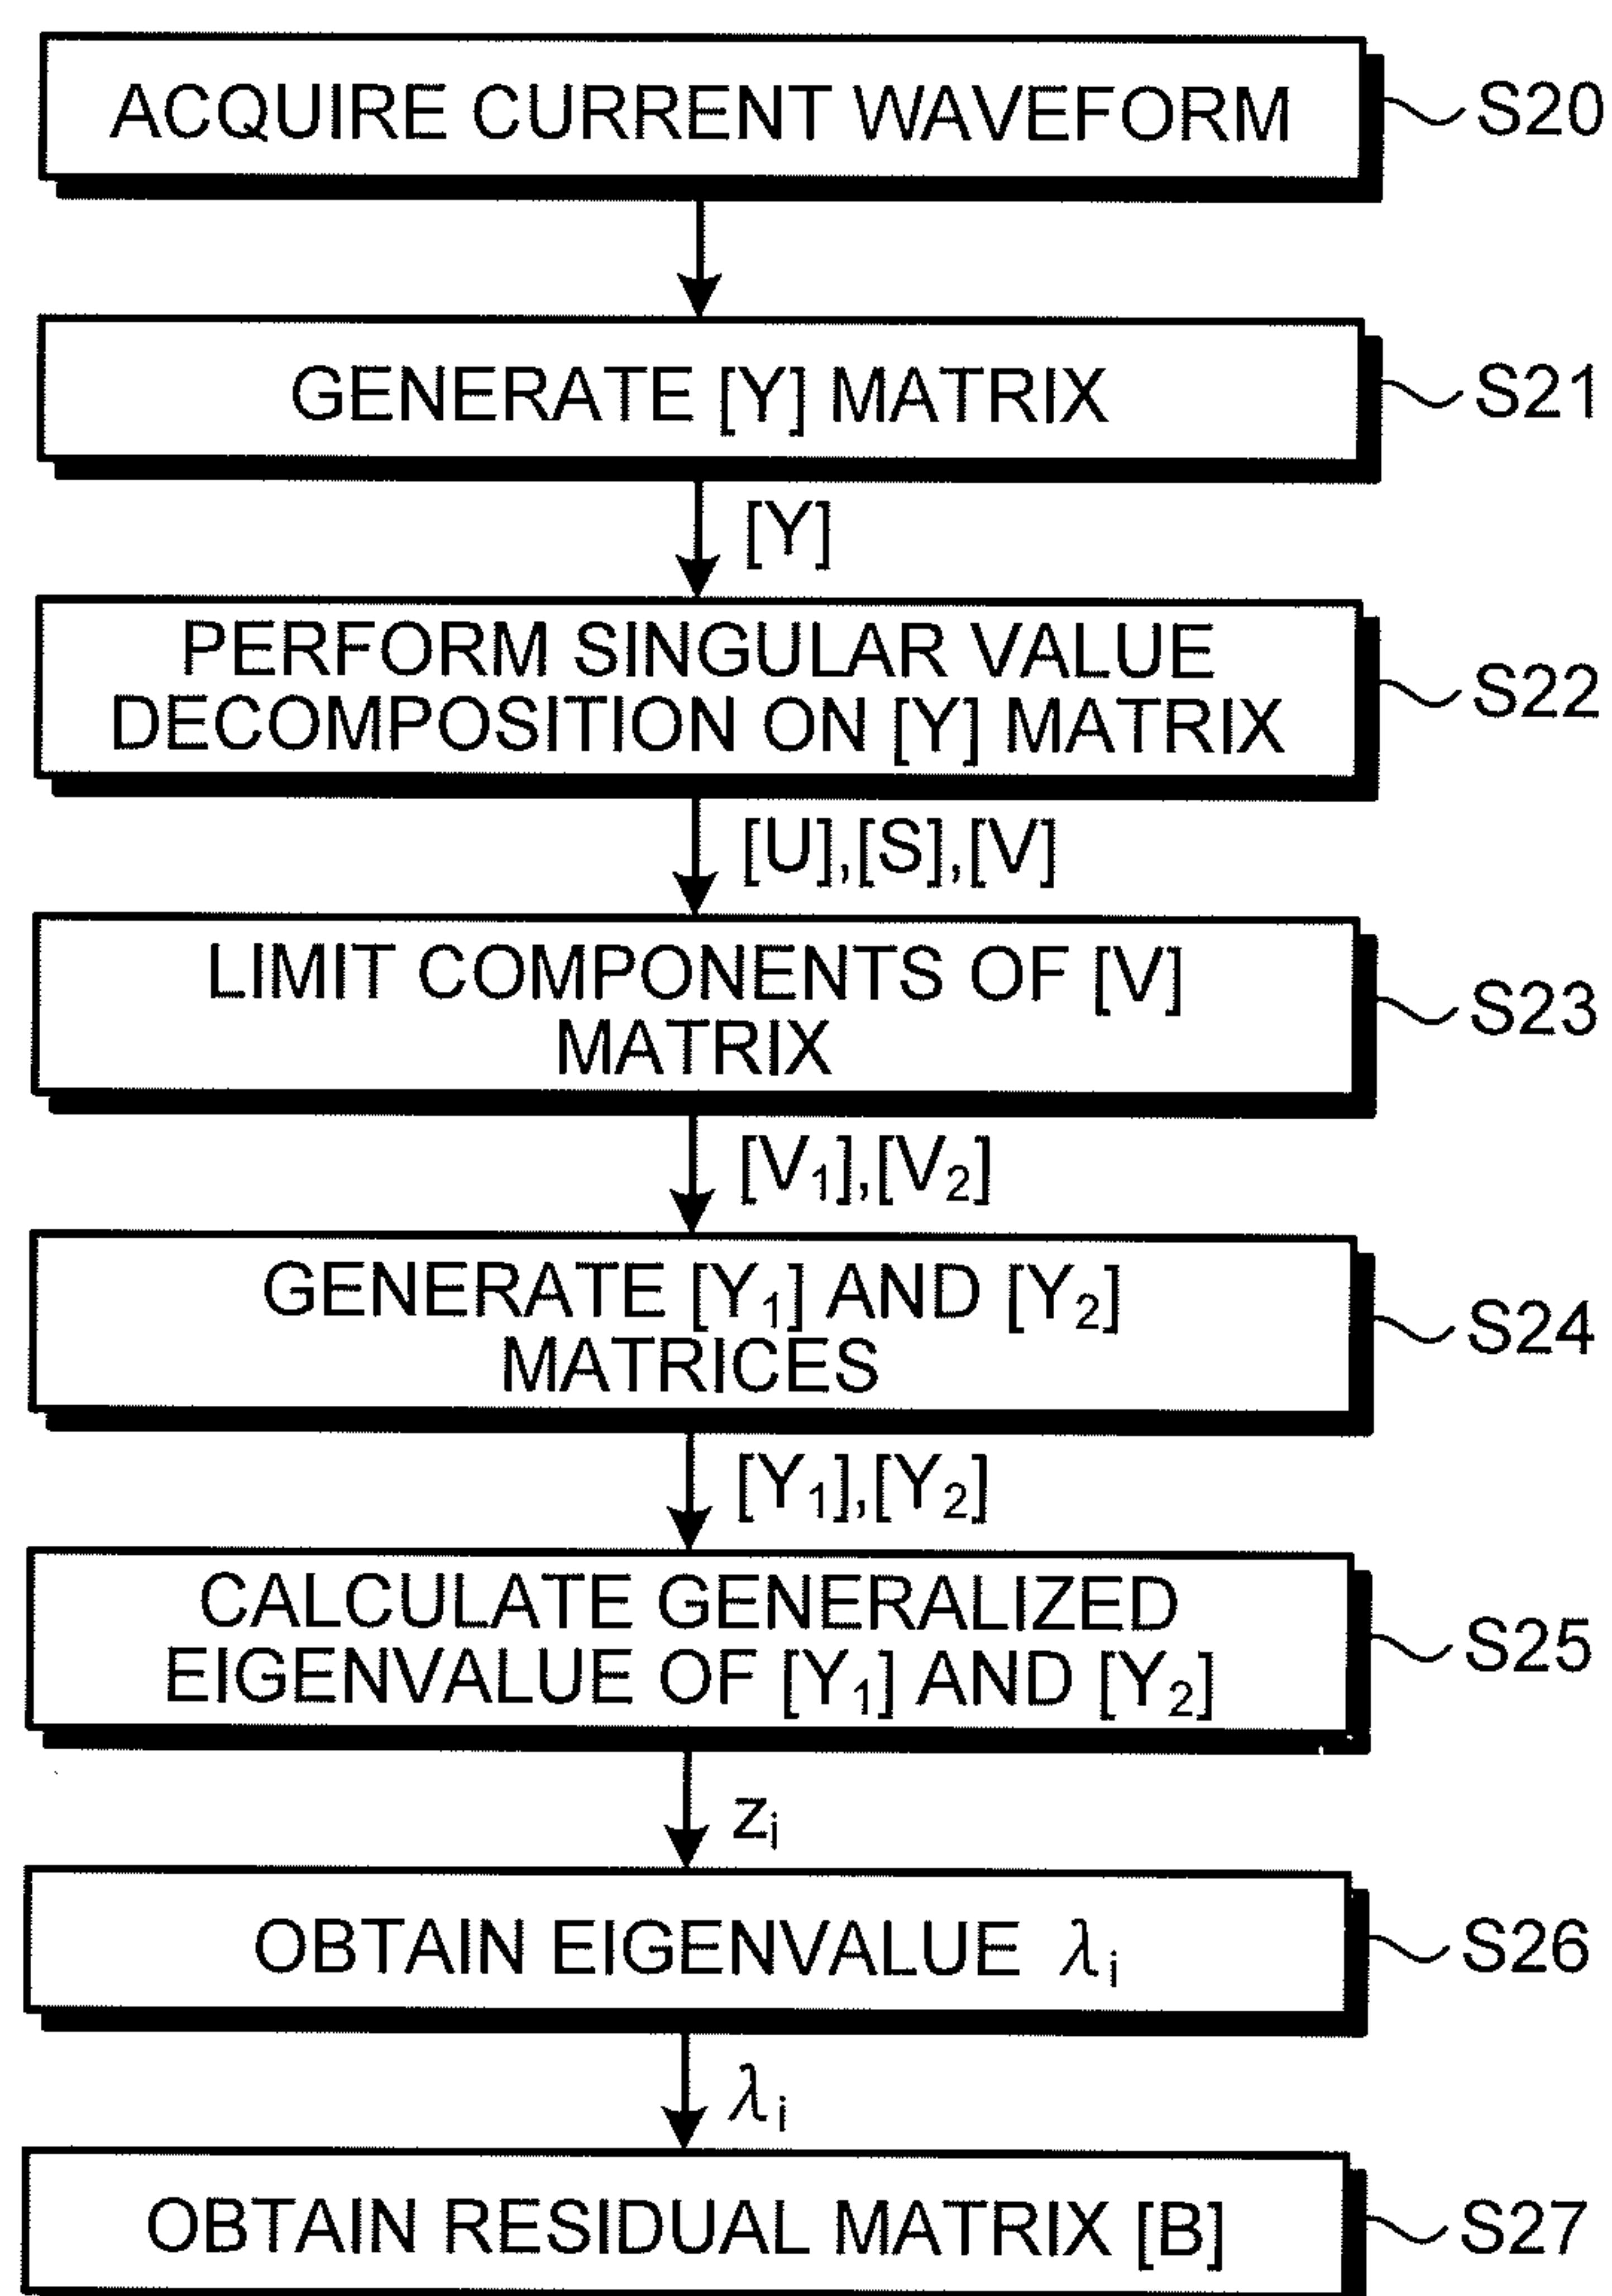 ACQUIRE CURRENT WAVEFORM
S20
GENERATE [Y] MATRIX
S21
[Y]
PERFORM SINGULAR VALUE
DECOMPOSITION ON [Y] MATRIX
S22
[U],[S],[V]
LIMIT COMPONENTS OF [V]
MATRIX
S23
[V₁],[V₂]
GENERATE [Y₁] AND [Y₂]
MATRICES
S24
[Y₁],[Y₂]
CALCULATE GENERALIZED
EIGENVALUE OF [Y₁] AND [Y₂]
S25
zᵢ
OBTAIN EIGENVALUE λᵢ
S26
λᵢ
OBTAIN RESIDUAL MATRIX [B]
S27